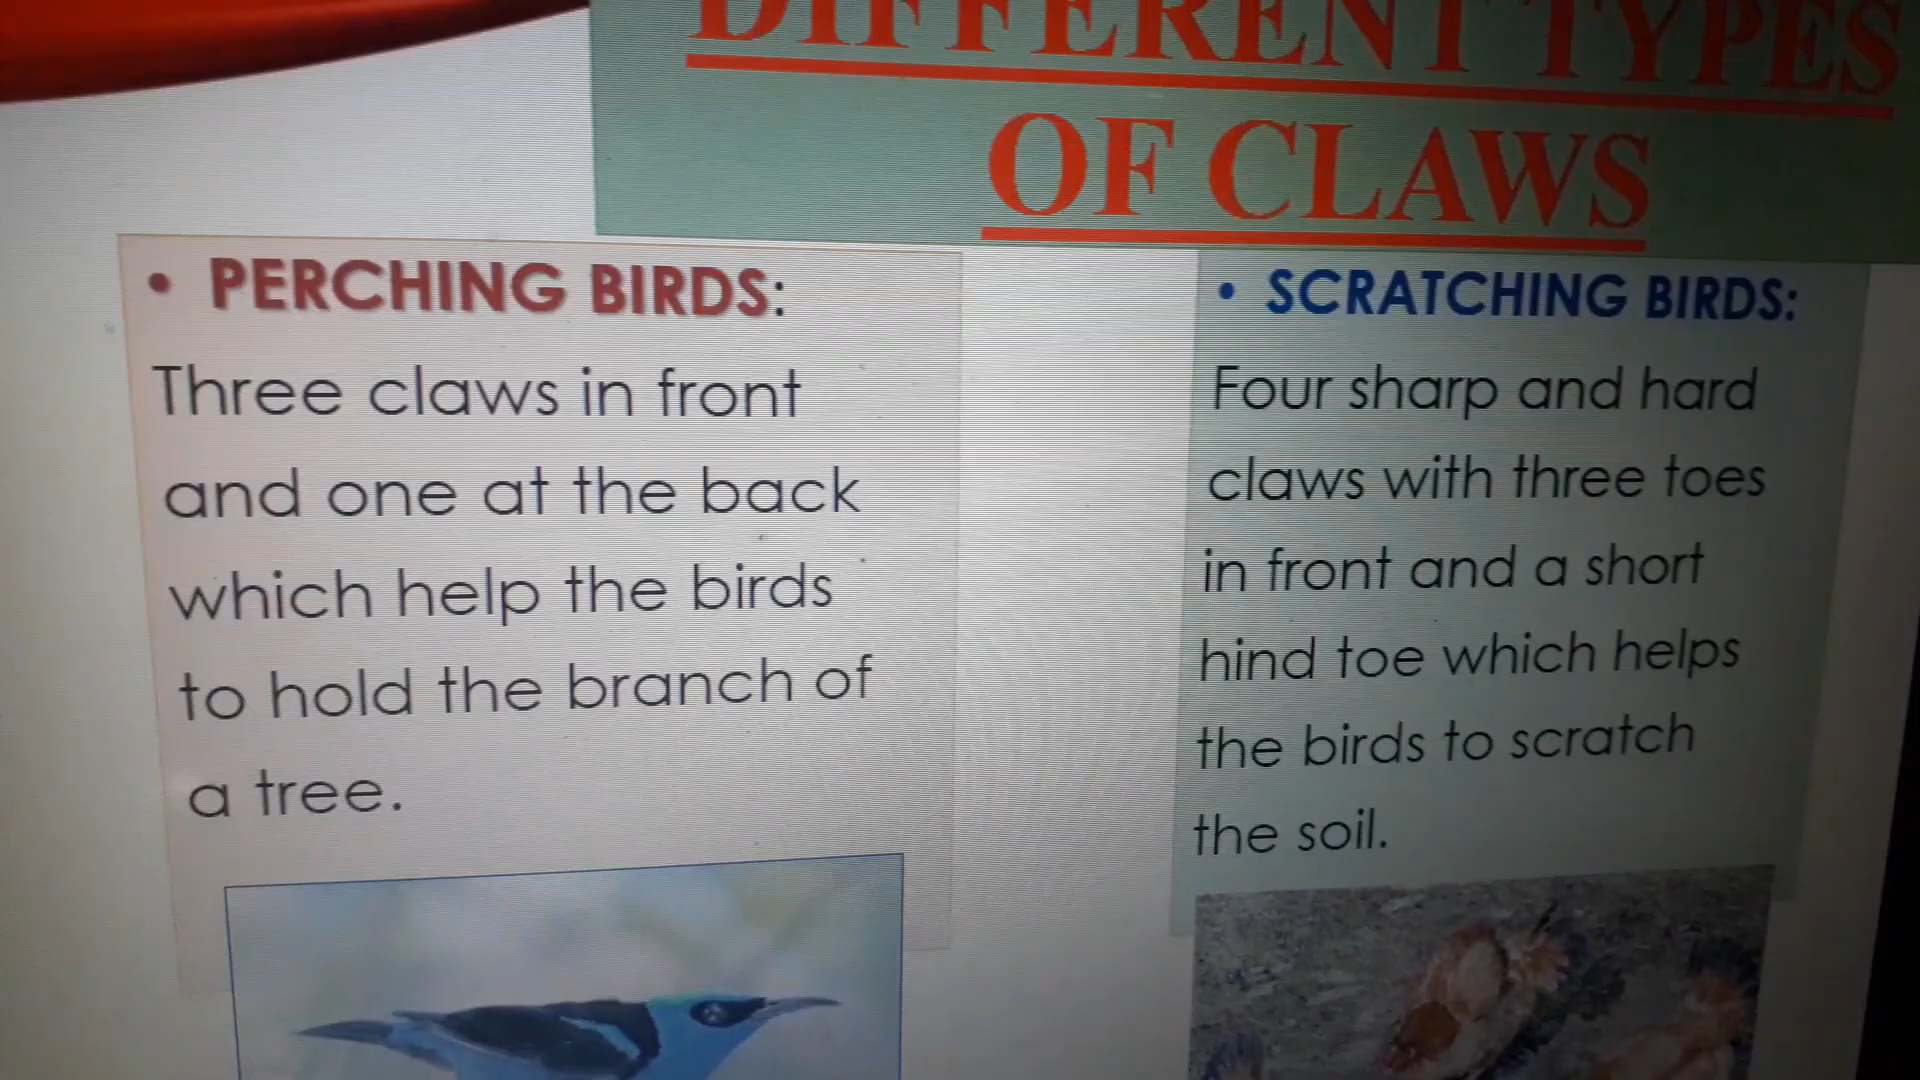 DIFFERENT TYPES
OF CLAWS
• PERCHING BIRDS:
Three claws in front
and one at the back
which help the birds
to hold the branch of
a tree.
• SCRATCHING BIRDS:
Four sharp and hard
claws with three toes
in front and a short
hind toe which helps
the birds to scratch
the soil.